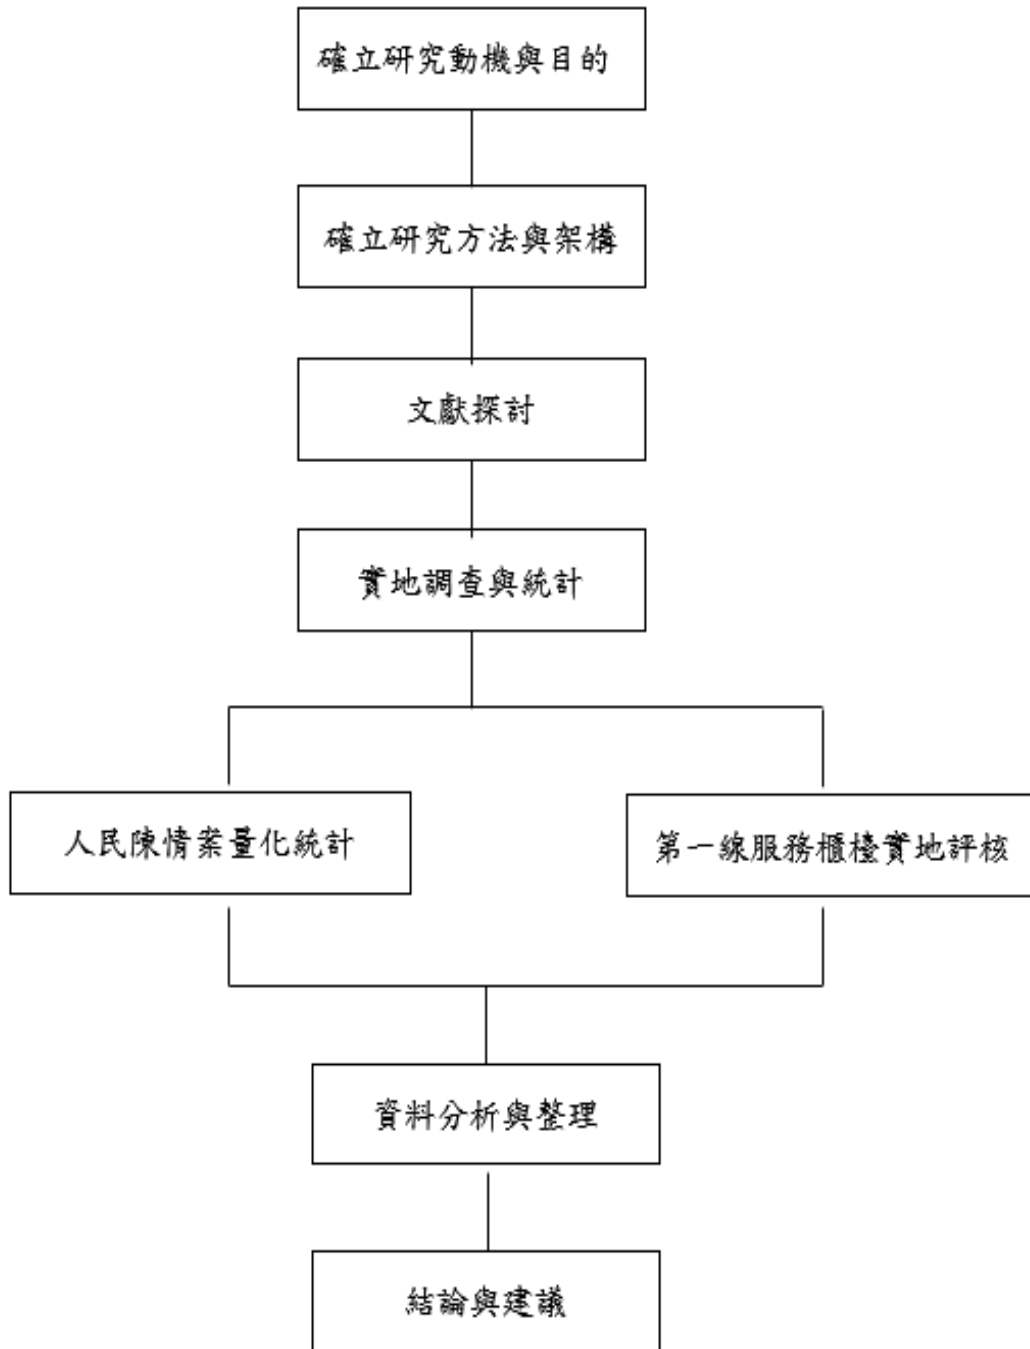 確立研究動機與目的
確立研究方法與架構
文獻探討
實地調查與統計
人民陳情案量化統計
第一線服務櫃檯實地評核
資料分析與整理
結論與建議